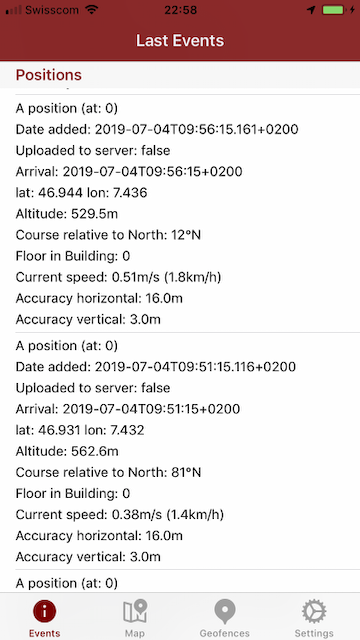 Swisscom 22:58
Last Events
Positions
A position (at: 0)
Date added: 2019-07-04T09:56:15.161+0200
Uploaded to server: false
Arrival: 2019-07-04T09:56:15+0200
lat: 46.944 lon: 7.436
Altitude: 529.5m
Course relative to North: 12°N
Floor in Building: 0
Current speed: 0.51m/s (1.8km/h)
Accuracy horizontal: 16.0m
Accuracy vertical: 3.0m
A position (at: 0)
Date added: 2019-07-04T09:51:15.116+0200
Uploaded to server: false
Arrival: 2019-07-04T09:51:15+0200
lat: 46.931 lon: 7.432
Altitude: 562.6m
Course relative to North: 81°N
Floor in Building: 0
Current speed: 0.38m/s (1.4km/h)
Accuracy horizontal: 16.0m
Accuracy vertical: 3.0m
A position (at: 0)
Events Map Geofences Settings